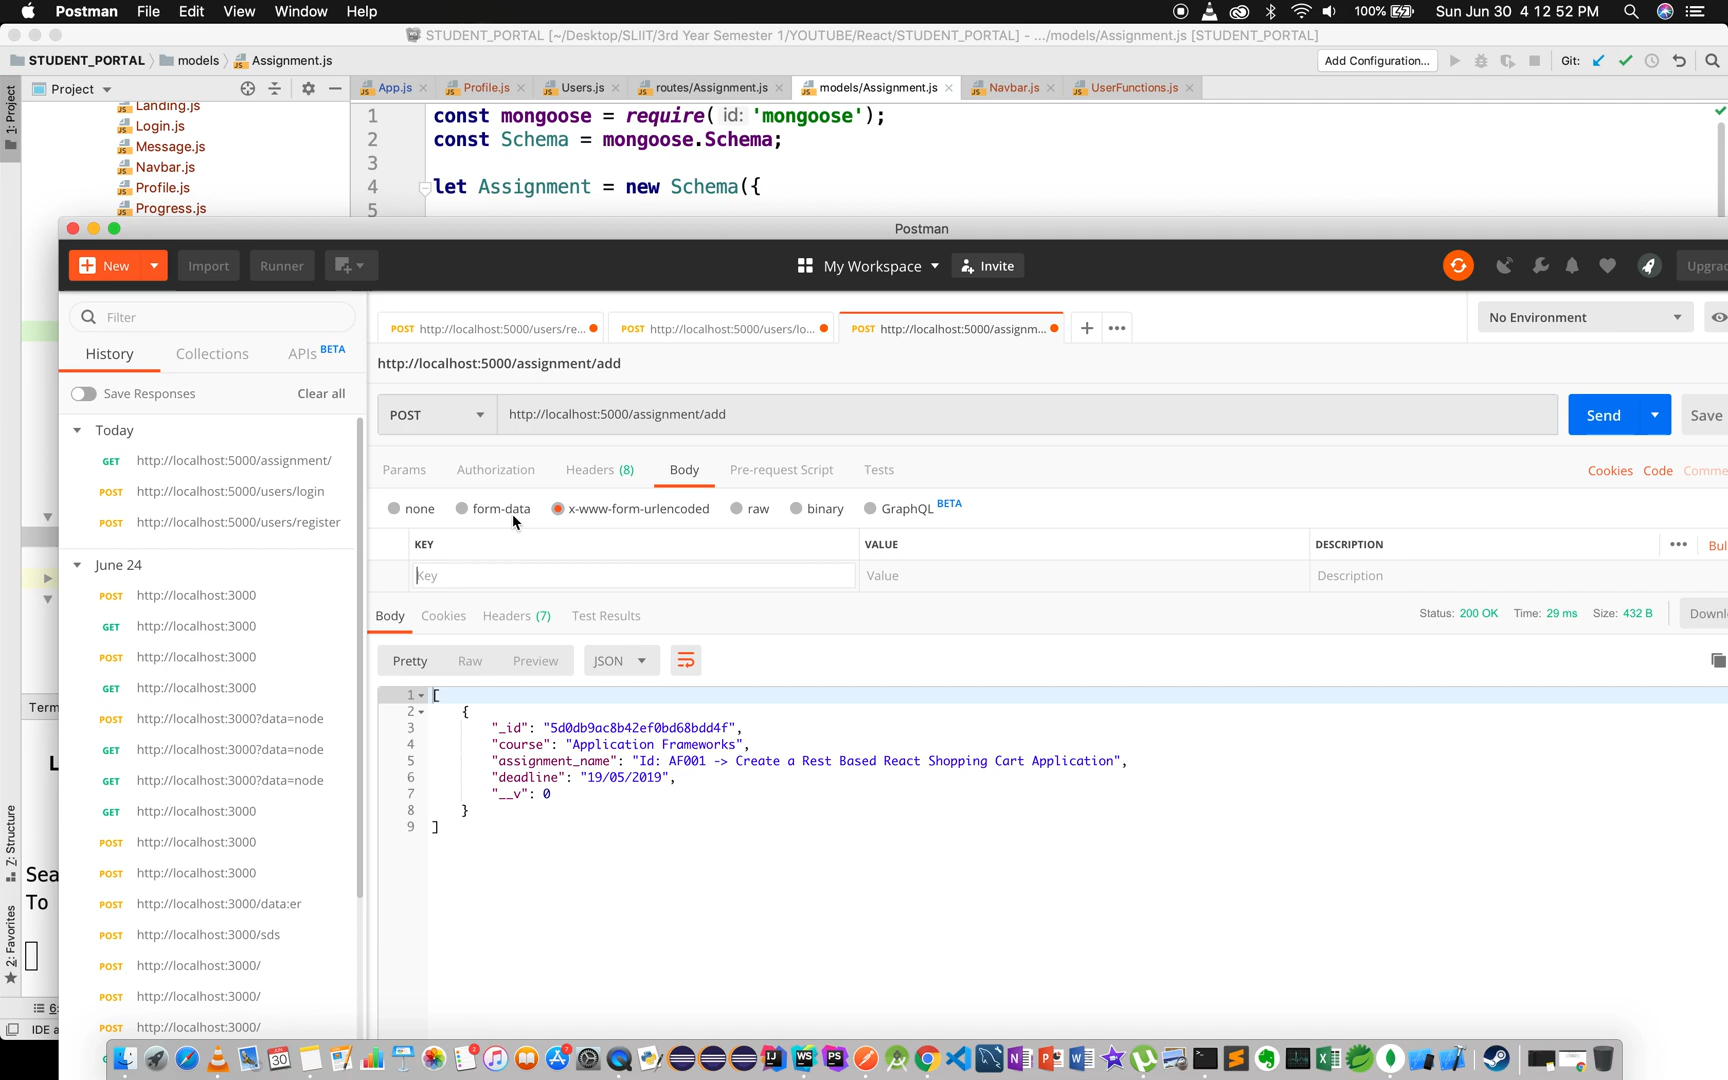 Postman File Edit View Window Help 100% Sun Jun 30 4 12 52 PM
STUDENT_PORTAL [~/Desktop/SLIIT/3rd Year Semester 1/YOUTUBE/React/STUDENT_PORTAL] - .../models/Assignment.js [STUDENT_PORTAL]
STUDENT_PORTAL models Assignment.js Add Configuration... Git:
1: Project Project App.js Profile.js Users.js routes/Assignment.js models/Assignment.js Navbar.js UserFunctions.js
Landing.js
Login.js
Message.js
Navbar.js
Profile.js
Progress.js
1 const mongoose = require( id: 'mongoose');
2 const Schema = mongoose.Schema;
3
4 let Assignment = new Schema({
5
Postman
New Import Runner My Workspace Invite Upgrad
Filter
History Collections APIs BETA
Save Responses Clear all
Today
GET http://localhost:5000/assignment/
POST http://localhost:5000/users/login
POST http://localhost:5000/users/register
June 24
POST http://localhost:3000
GET http://localhost:3000
POST http://localhost:3000
GET http://localhost:3000
POST http://localhost:3000?data=node
GET http://localhost:3000?data=node
GET http://localhost:3000?data=node
GET http://localhost:3000
POST http://localhost:3000
POST http://localhost:3000
POST http://localhost:3000/data:er
POST http://localhost:3000/sds
POST http://localhost:3000/
POST http://localhost:3000/
POST http://localhost:3000/
POST http://localhost:5000/users/re... POST http://localhost:5000/users/lo... POST http://localhost:5000/assignm... No Environment
http://localhost:5000/assignment/add
POST http://localhost:5000/assignment/add Send Save
Params Authorization Headers (8) Body Pre-request Script Tests Cookies Code Comme
none form-data x-www-form-urlencoded raw binary GraphQL BETA
KEY VALUE DESCRIPTION Bul
Key Value Description
Body Cookies Headers (7) Test Results Status: 200 OK Time: 29 ms Size: 432 B Downl
Pretty Raw Preview JSON
1 [
2 {
3 "_id": "5d0db9ac8b42ef0bd68bdd4f",
4 "course": "Application Frameworks",
5 "assignment_name": "Id: AF001 -> Create a Rest Based React Shopping Cart Application",
6 "deadline": "19/05/2019",
7 "__v": 0
8 }
9 ]
Term
L
Sea
To
Z: Structure
2: Favorites
6:
IDE a